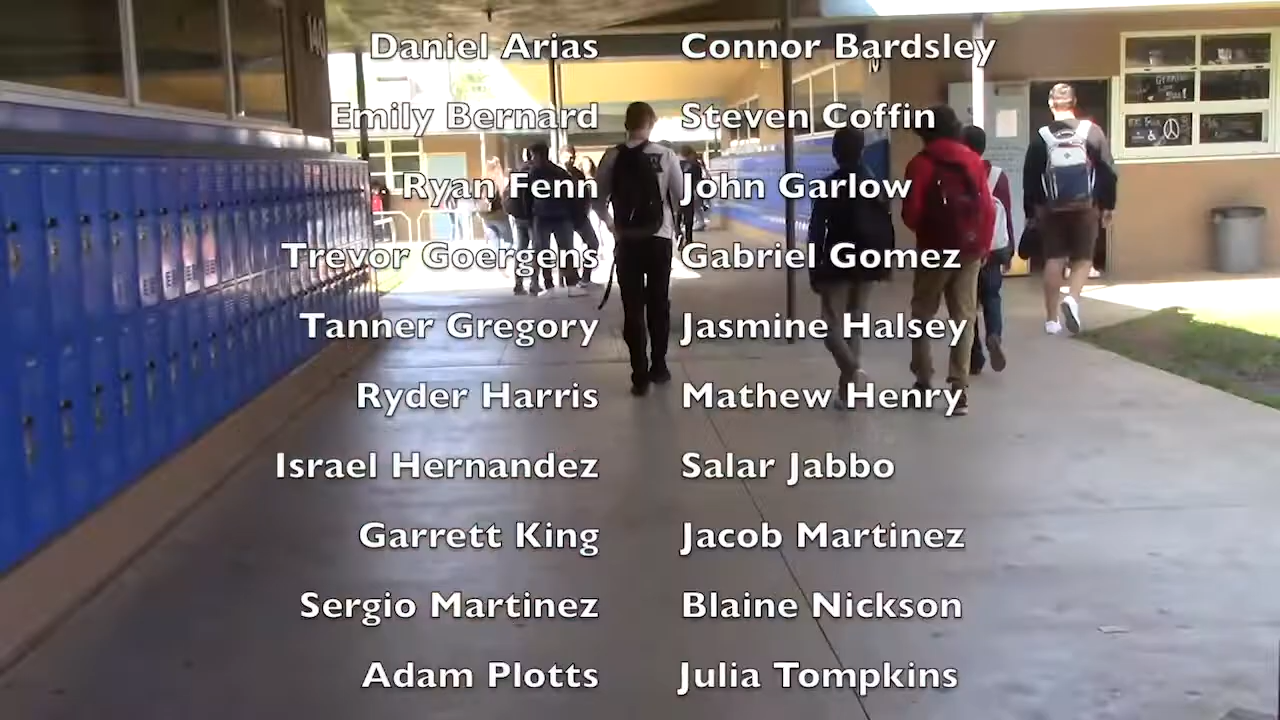 Daniel Arias Connor Bardsley
Emily Bernard Steven Coffin
Ryan Fenn John Garlow
Trevor Goergens Gabriel Gomez
Tanner Gregory Jasmine Halsey
Ryder Harris Mathew Henry
Israel Hernandez Salar Jabbo
Garrett King Jacob Martinez
Sergio Martinez Blaine Nickson
Adam Plotts Julia Tompkins